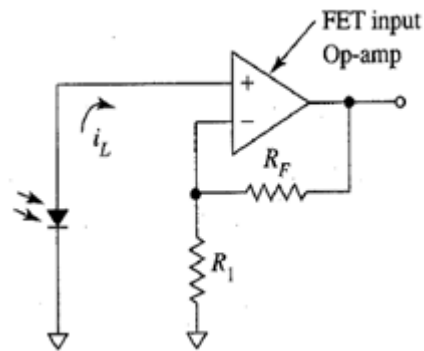 FET input
Op-amp
+
−
i_L
R_F
R_1